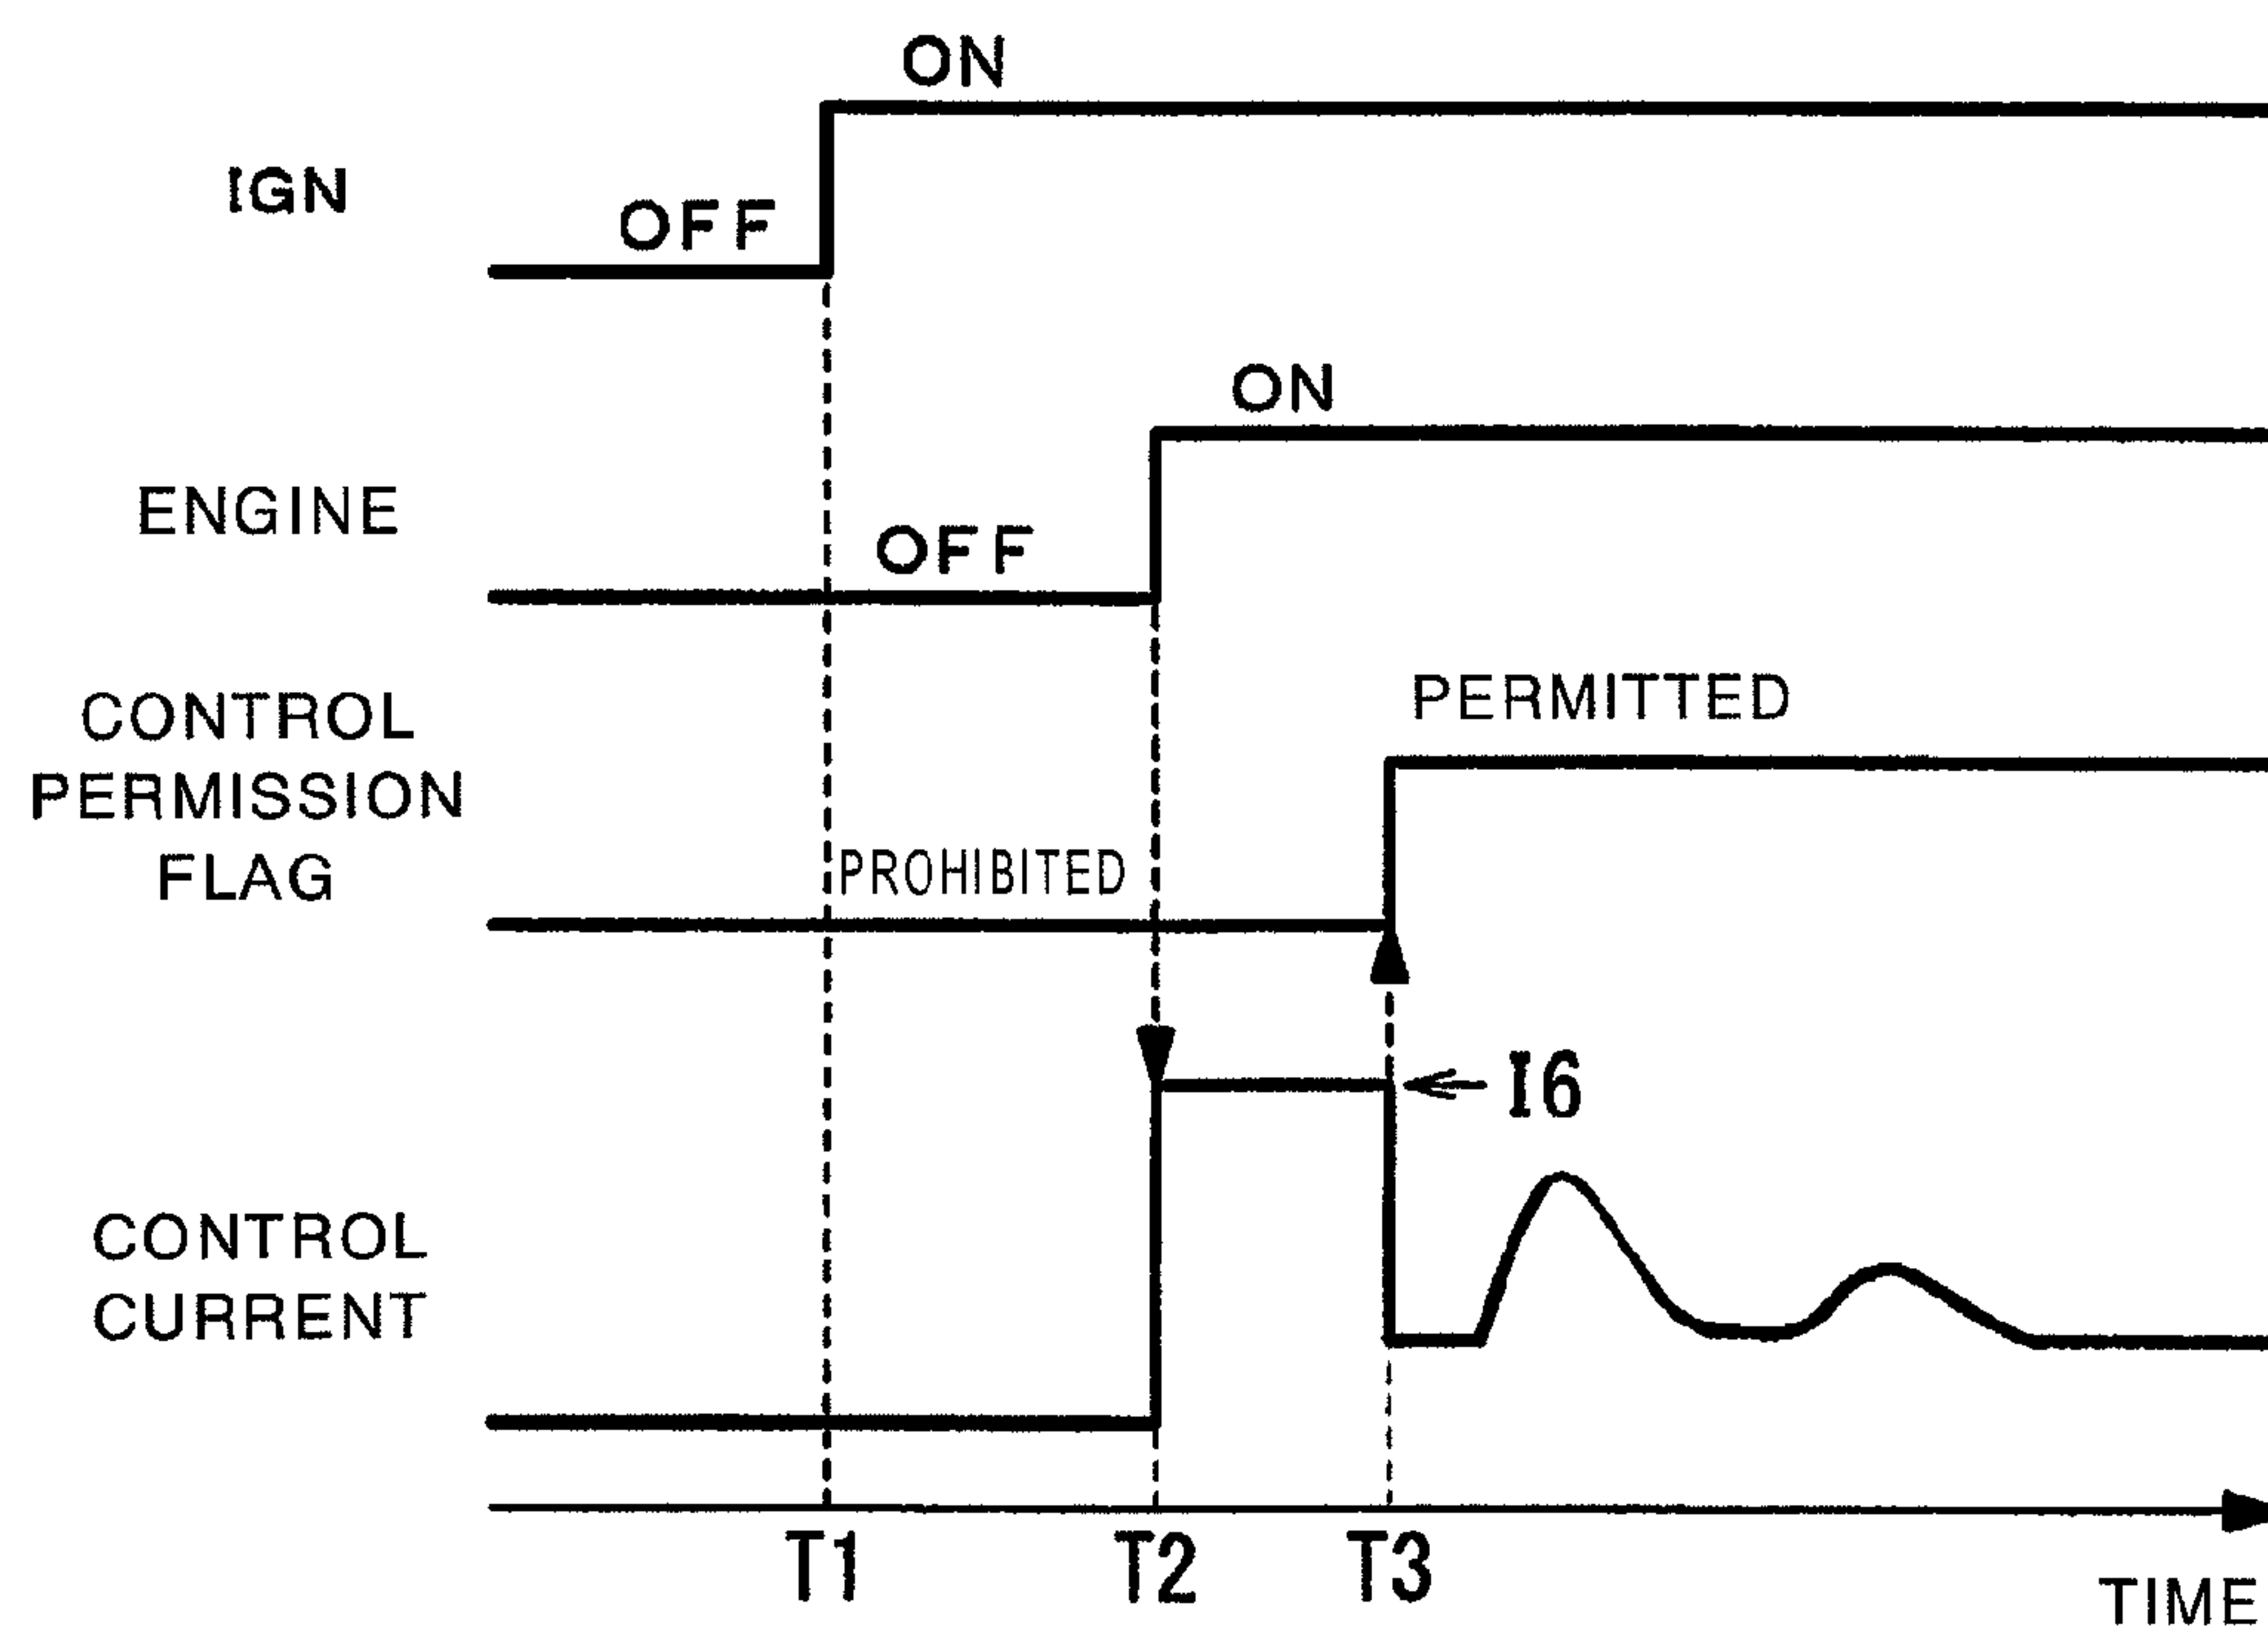 ON
IGN
OFF
ON
ENGINE
OFF
CONTROL
PERMISSION
FLAG
PERMITTED
PROHIBITED
I6
CONTROL
CURRENT
T1 T2 T3
TIME